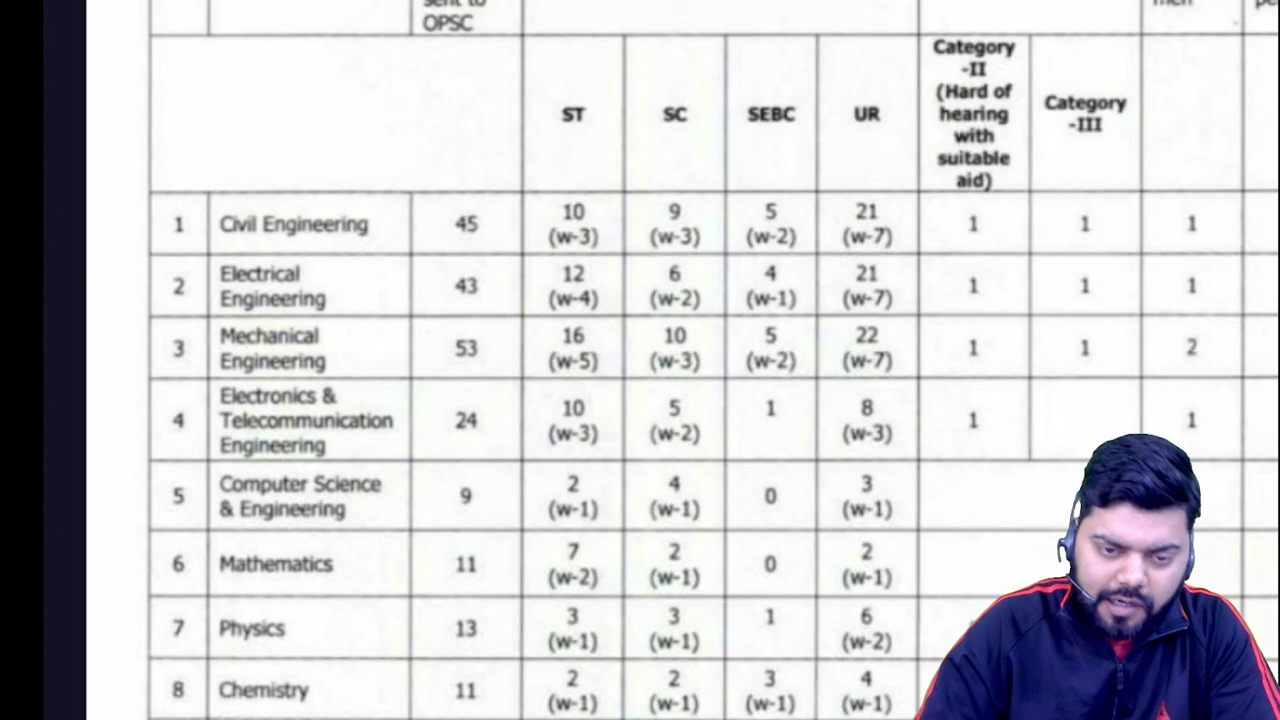 OPSC
ST
SC
SEBC
UR
Category
-II
(Hard of
hearing
with
suitable
aid)
Category
-III
1 Civil Engineering 45 10 (w-3) 9 (w-3) 5 (w-2) 21 (w-7) 1 1 1
2 Electrical Engineering 43 12 (w-4) 6 (w-2) 4 (w-1) 21 (w-7) 1 1 1
3 Mechanical Engineering 53 16 (w-5) 10 (w-3) 5 (w-2) 22 (w-7) 1 1 2
4 Electronics & Telecommunication Engineering 24 10 (w-3) 5 (w-2) 1 8 (w-3) 1 1
5 Computer Science & Engineering 9 2 (w-1) 4 (w-1) 0 3 (w-1)
6 Mathematics 11 7 (w-2) 2 (w-1) 0 2 (w-1)
7 Physics 13 3 (w-1) 3 (w-1) 1 6 (w-2)
8 Chemistry 11 2 (w-1) 2 (w-1) 3 (w-1) 4 (w-1)